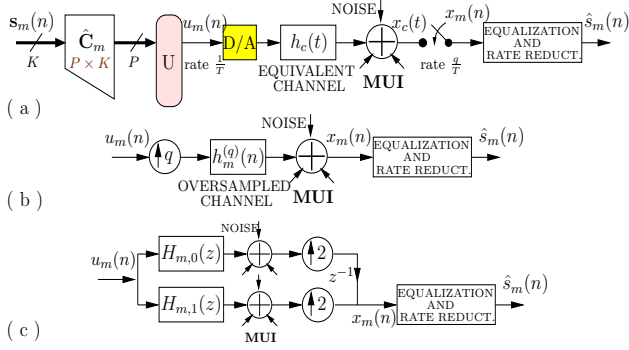 s_m(n)
K
Ĉ_m
P × K
P
U
u_m(n)
rate 1/T
D/A
h_c(t)
EQUIVALENT
CHANNEL
NOISE
MUI
x_c(t)
x_m(n)
rate q/T
EQUALIZATION
AND
RATE REDUCT.
ŝ_m(n)
( a )
u_m(n)
↑q
h_m^(q)(n)
OVERSAMPLED
CHANNEL
NOISE
MUI
x_m(n)
EQUALIZATION
AND
RATE REDUCT.
ŝ_m(n)
( b )
u_m(n)
H_{m,0}(z)
NOISE
↑2
z^{-1}
H_{m,1}(z)
MUI
↑2
x_m(n)
EQUALIZATION
AND
RATE REDUCT.
ŝ_m(n)
( c )